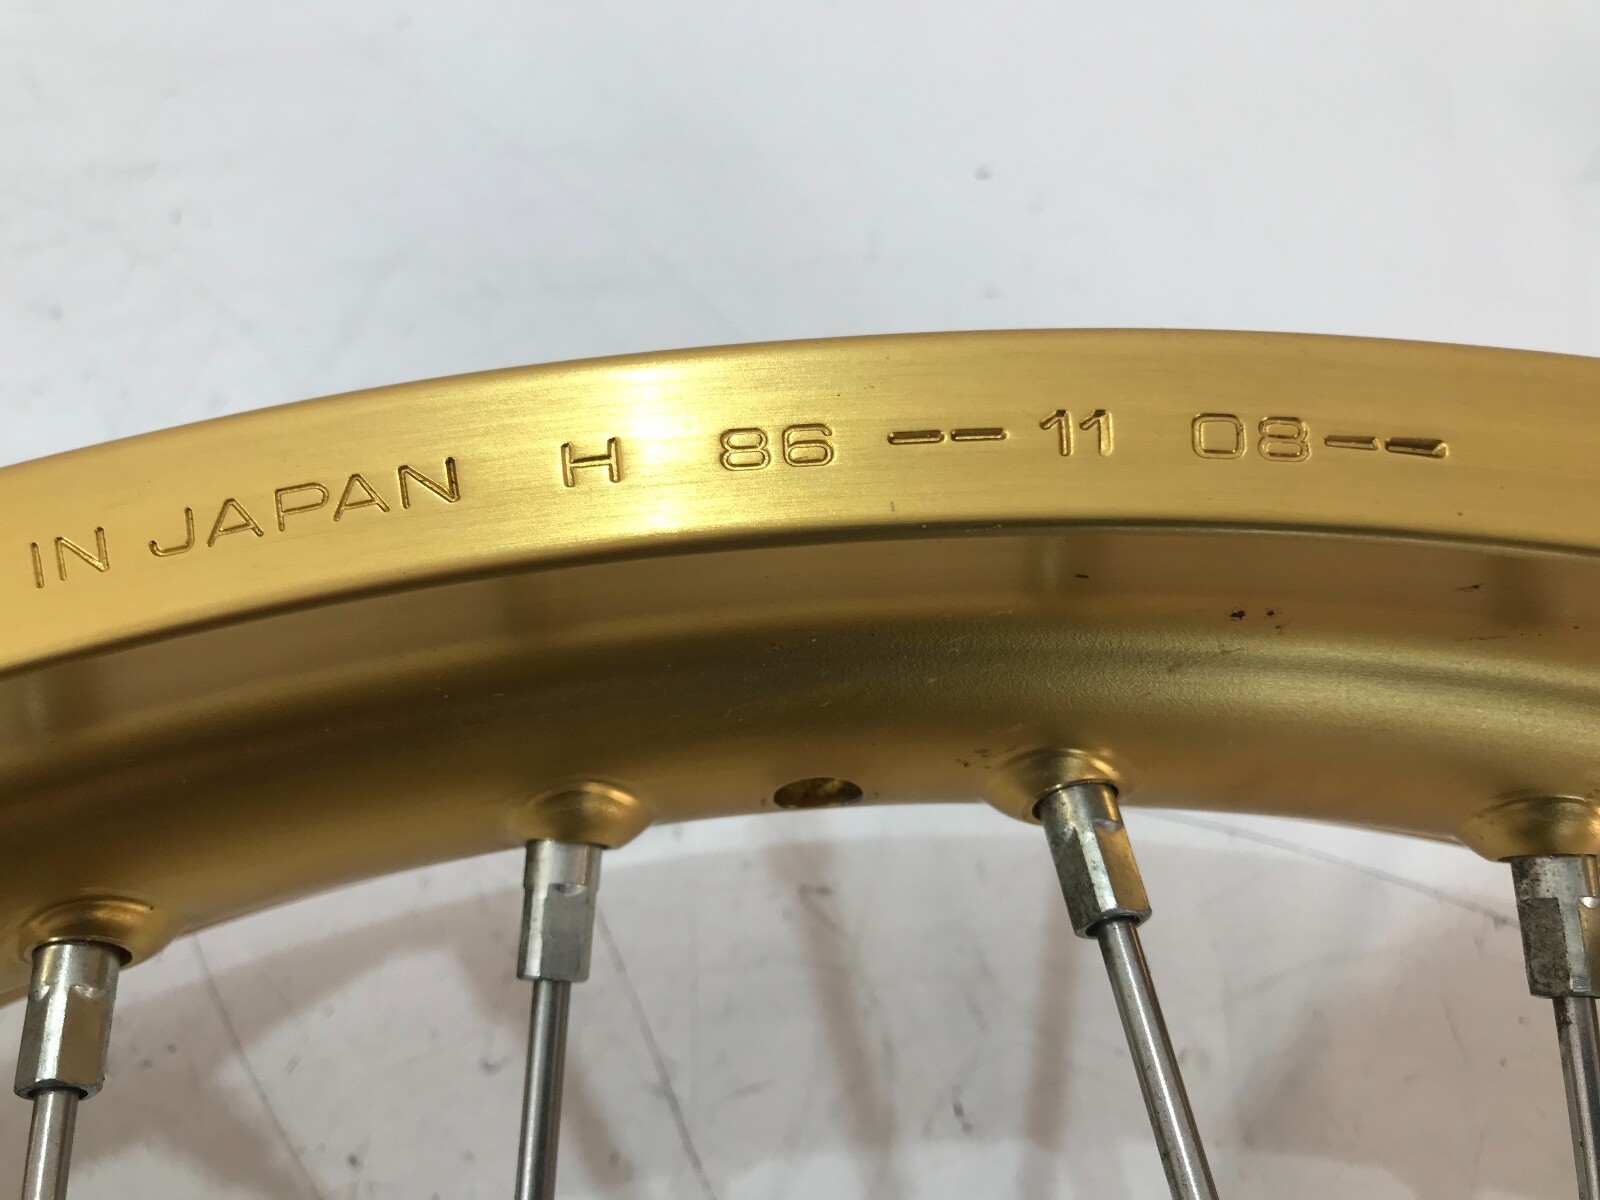 IN JAPAN H 86 -- 11 08--